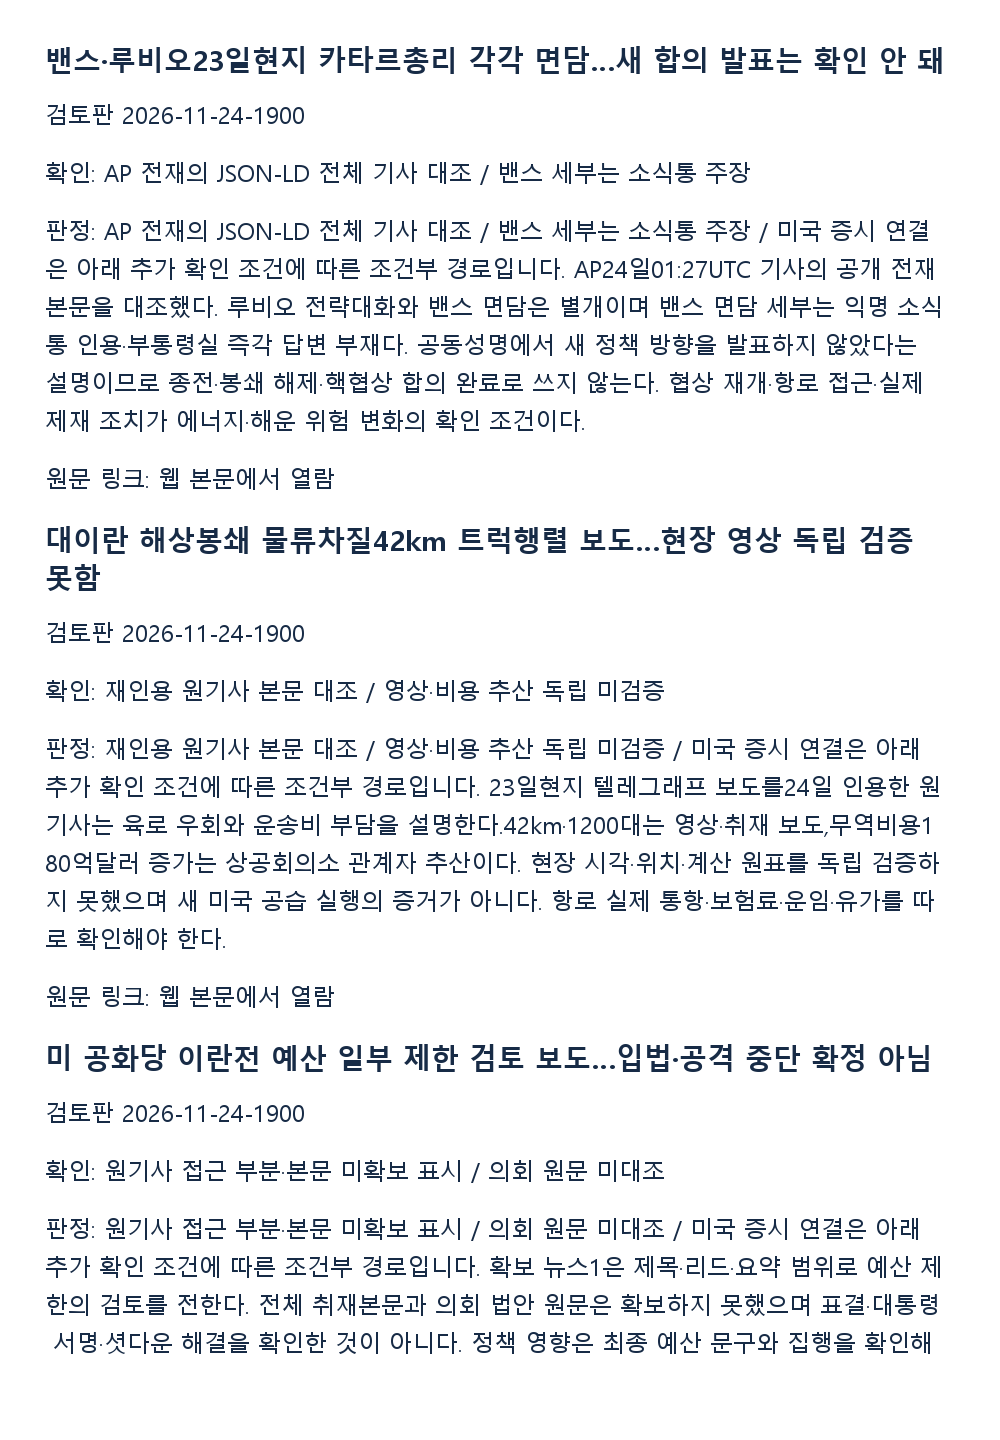 밴스·루비오23일현지 카타르총리 각각 면담...새 합의 발표는 확인 안 돼
검토판 2026-11-24-1900
확인: AP 전재의 JSON-LD 전체 기사 대조 / 밴스 세부는 소식통 주장
판정: AP 전재의 JSON-LD 전체 기사 대조 / 밴스 세부는 소식통 주장 / 미국 증시 연결
은 아래 추가 확인 조건에 따른 조건부 경로입니다. AP24일01:27UTC 기사의 공개 전재
본문을 대조했다. 루비오 전략대화와 밴스 면담은 별개이며 밴스 면담 세부는 익명 소식
통 인용·부통령실 즉각 답변 부재다. 공동성명에서 새 정책 방향을 발표하지 않았다는
설명이므로 종전·봉쇄 해제·핵협상 합의 완료로 쓰지 않는다. 협상 재개·항로 접근·실제
제재 조치가 에너지·해운 위험 변화의 확인 조건이다.
원문 링크: 웹 본문에서 열람
대이란 해상봉쇄 물류차질42km 트럭행렬 보도...현장 영상 독립 검증
못함
검토판 2026-11-24-1900
확인: 재인용 원기사 본문 대조 / 영상·비용 추산 독립 미검증
판정: 재인용 원기사 본문 대조 / 영상·비용 추산 독립 미검증 / 미국 증시 연결은 아래
추가 확인 조건에 따른 조건부 경로입니다. 23일현지 텔레그래프 보도를24일 인용한 원
기사는 육로 우회와 운송비 부담을 설명한다.42km·1200대는 영상·취재 보도,무역비용1
80억달러 증가는 상공회의소 관계자 추산이다. 현장 시각·위치·계산 원표를 독립 검증하
지 못했으며 새 미국 공습 실행의 증거가 아니다. 항로 실제 통항·보험료·운임·유가를 따
로 확인해야 한다.
원문 링크: 웹 본문에서 열람
미 공화당 이란전 예산 일부 제한 검토 보도...입법·공격 중단 확정 아님
검토판 2026-11-24-1900
확인: 원기사 접근 부분·본문 미확보 표시 / 의회 원문 미대조
판정: 원기사 접근 부분·본문 미확보 표시 / 의회 원문 미대조 / 미국 증시 연결은 아래
추가 확인 조건에 따른 조건부 경로입니다. 확보 뉴스1은 제목·리드·요약 범위로 예산 제
한의 검토를 전한다. 전체 취재본문과 의회 법안 원문은 확보하지 못했으며 표결·대통령
서명·셧다운 해결을 확인한 것이 아니다. 정책 영향은 최종 예산 문구와 집행을 확인해